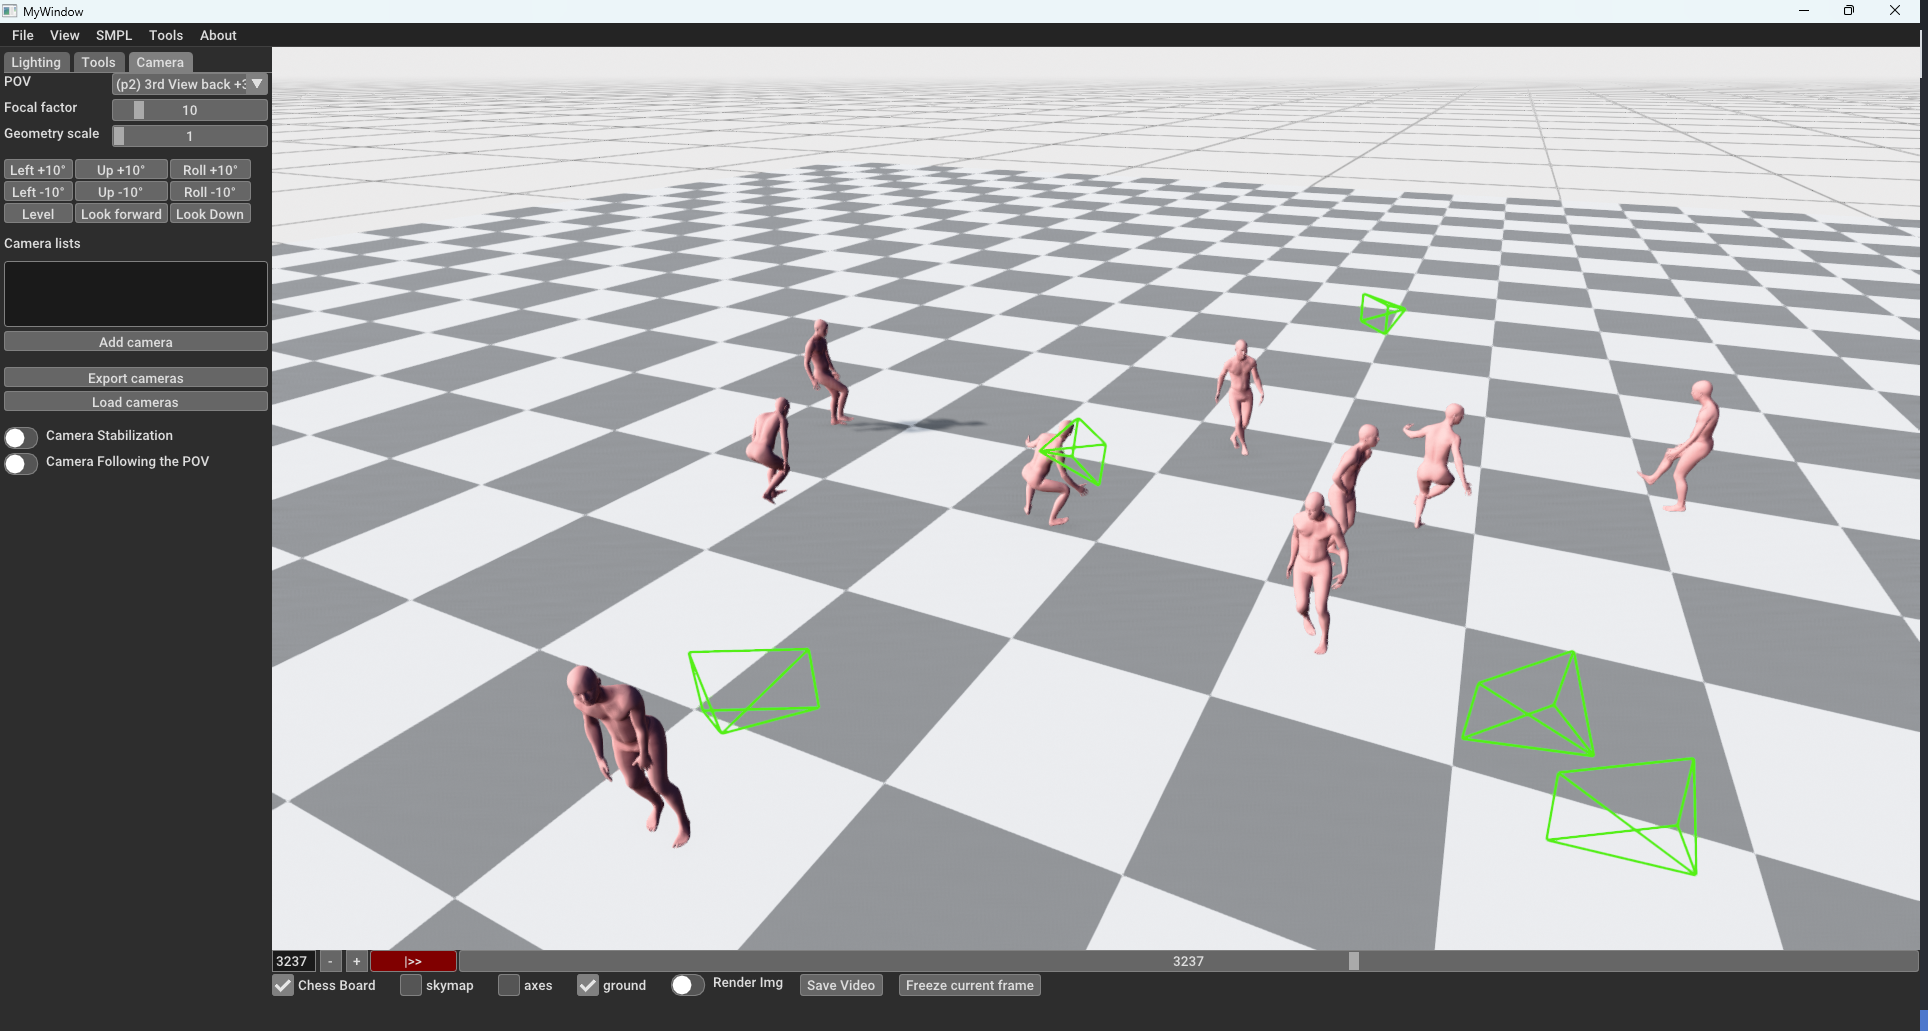 MyWindow
File View SMPL Tools About
Lighting Tools Camera
POV (p2) 3rd View back +3
Focal factor 10
Geometry scale 1
Left +10° Up +10° Roll +10°
Left -10° Up -10° Roll -10°
Level Look forward Look Down
Camera lists
Add camera
Export cameras
Load cameras
Camera Stabilization
Camera Following the POV
3237 - + |>> 3237
Chess Board skymap axes ground Render Img Save Video Freeze current frame